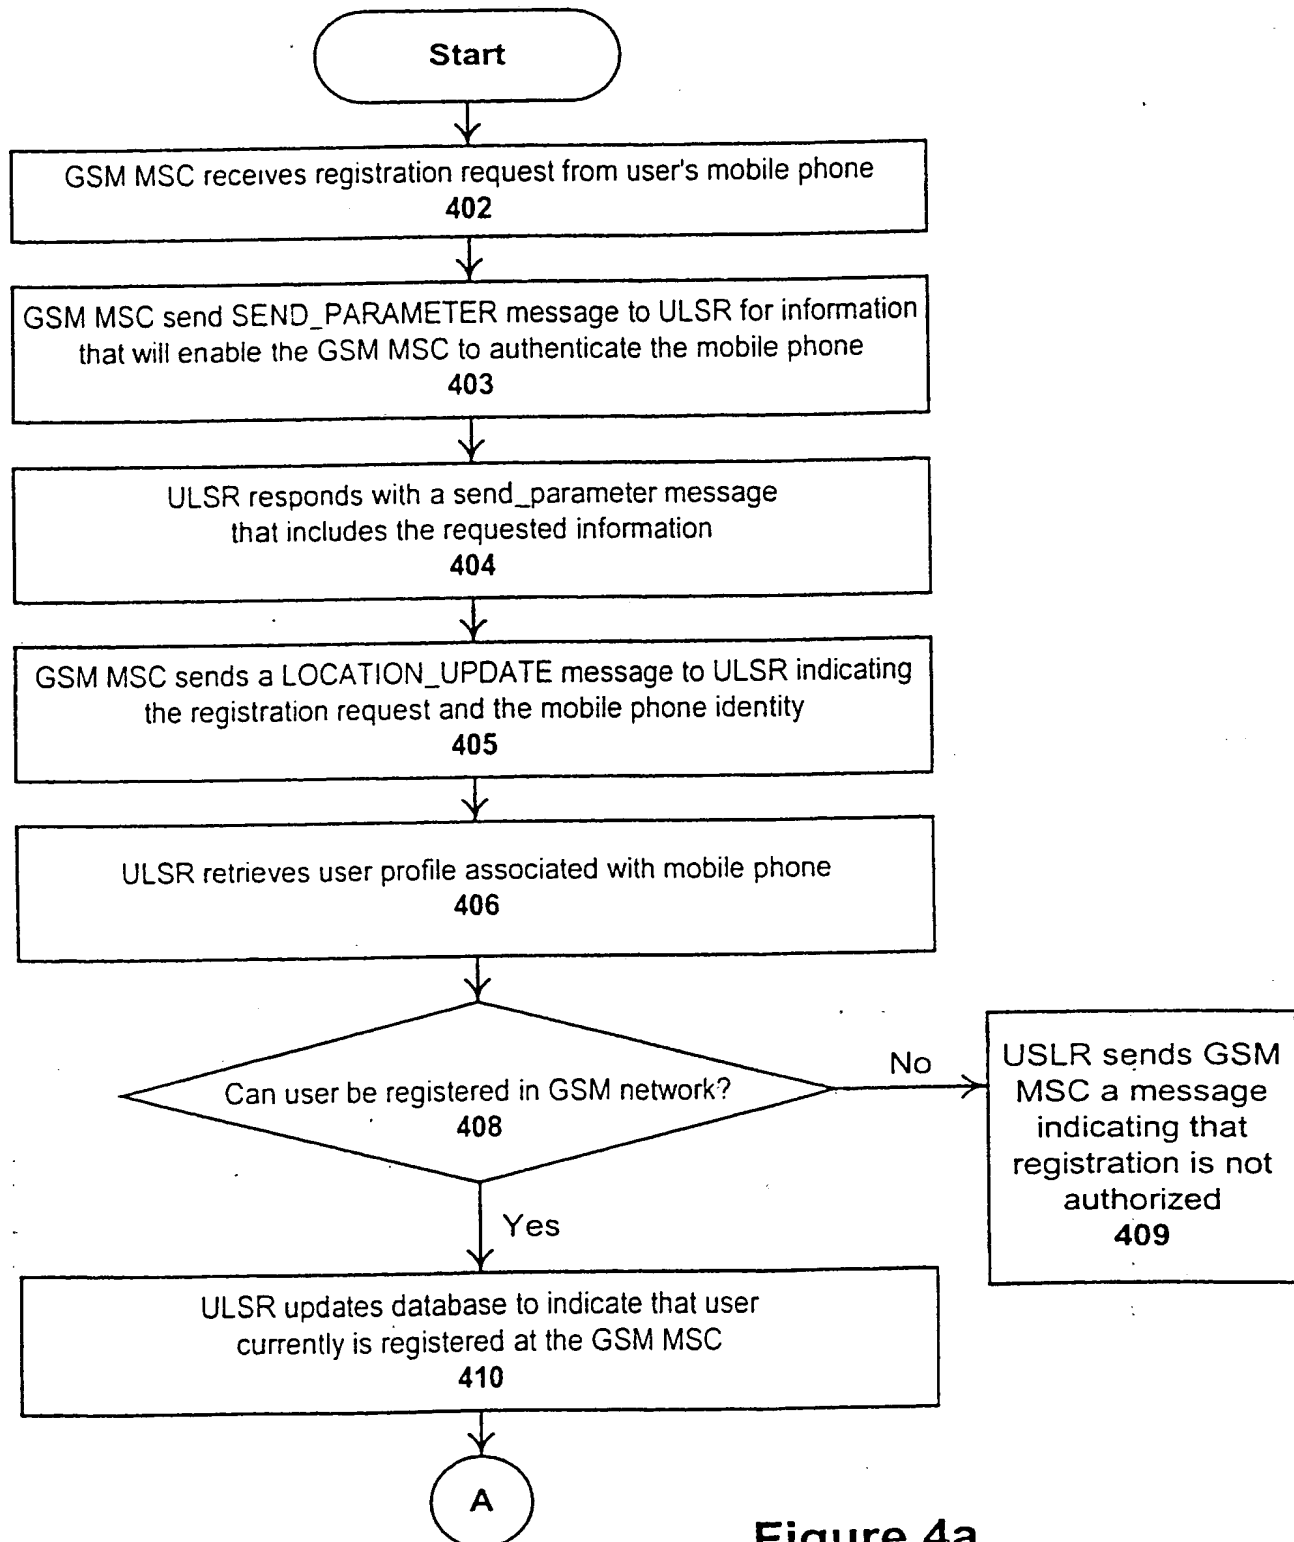 Start
GSM MSC receives registration request from user's mobile phone
402
GSM MSC send SEND_PARAMETER message to ULSR for information
that will enable the GSM MSC to authenticate the mobile phone
403
ULSR responds with a send_parameter message
that includes the requested information
404
GSM MSC sends a LOCATION_UPDATE message to ULSR indicating
the registration request and the mobile phone identity
405
ULSR retrieves user profile associated with mobile phone
406
Can user be registered in GSM network?
408
No
USLR sends GSM
MSC a message
indicating that
registration is not
authorized
409
Yes
ULSR updates database to indicate that user
currently is registered at the GSM MSC
410
A
Figure 4a